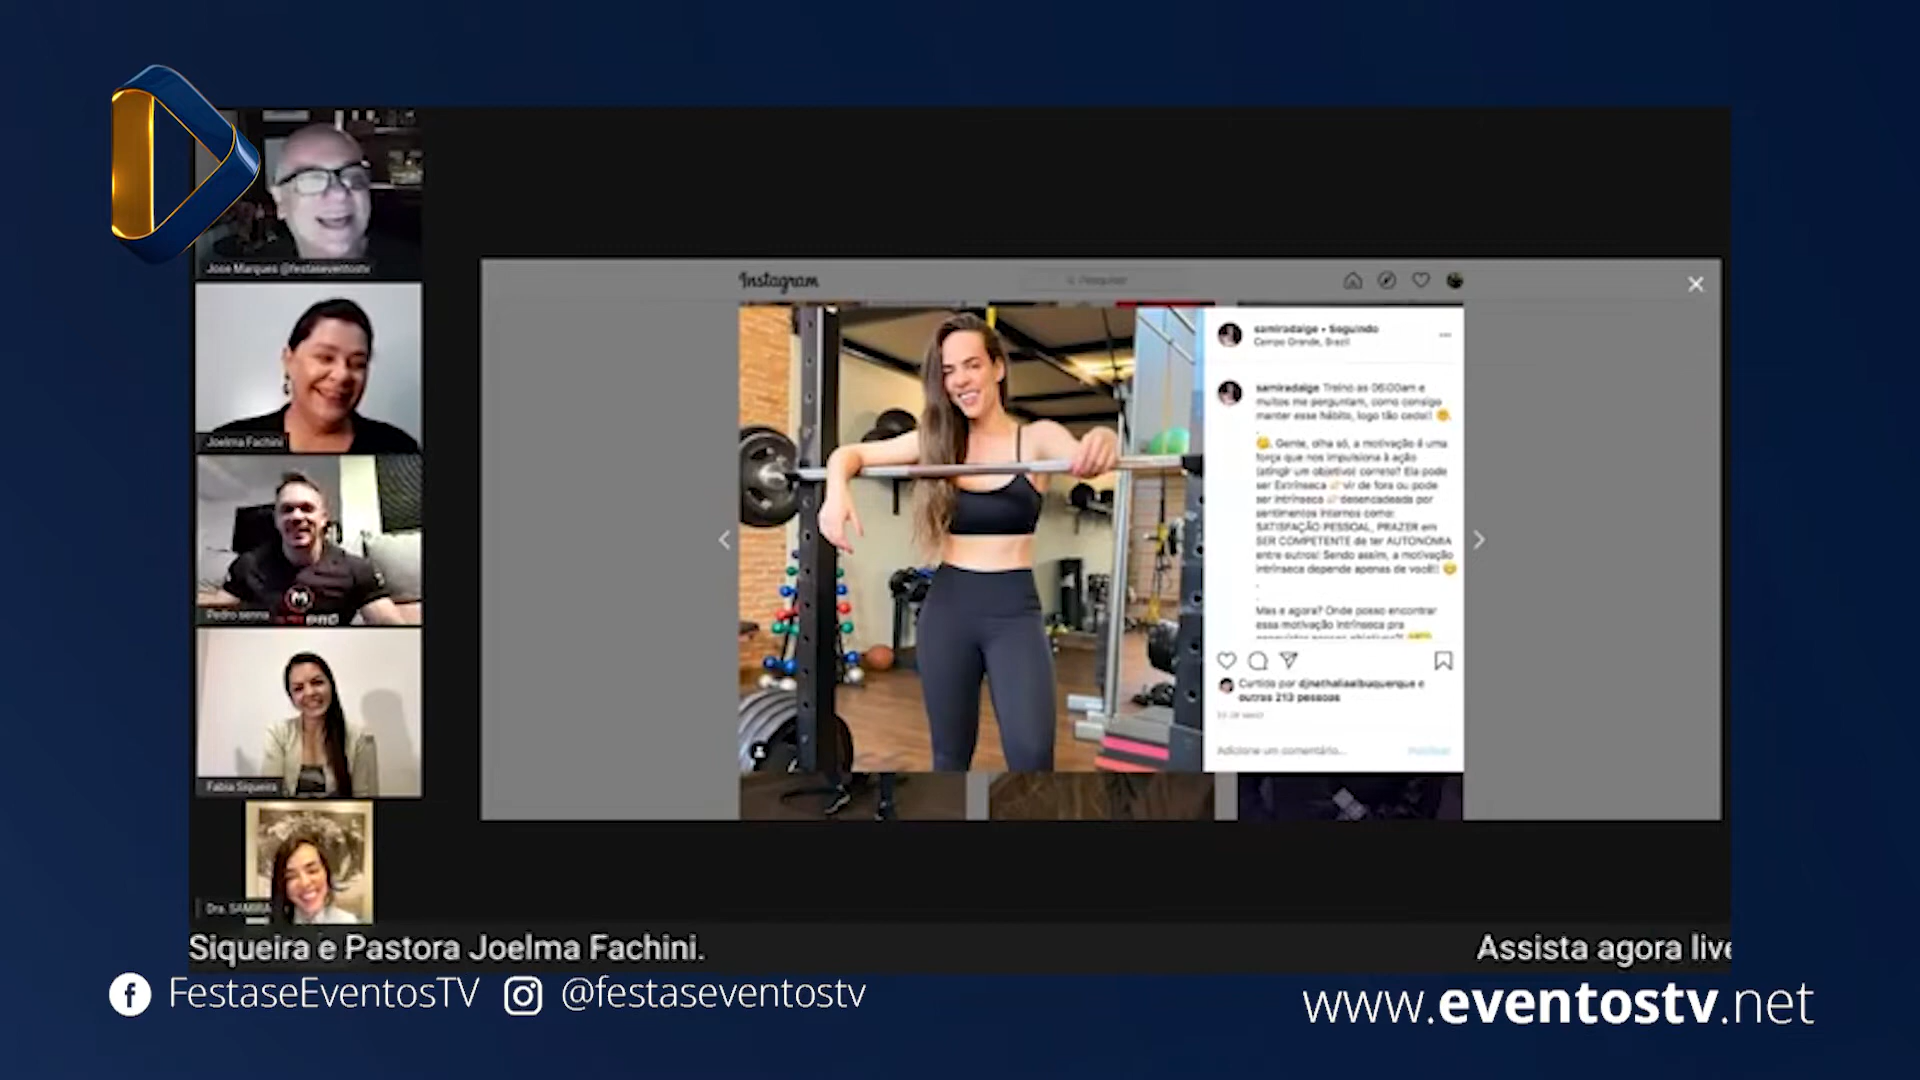 Jose Marques @festaseventostv
Joelma Fachini
Pedro senna
Fabia Siqueira
Dra. SAMIRA
Instagram
Pesquisar
samiradaige • Seguindo
Campo Grande, Brazil
samiradaige Treino as 06:00am e
muitos me perguntam, como consigo
manter esse hábito, logo tão cedo!!
.
. Gente, olha só, a motivação é uma
força que nos impulsiona à ação
(atingir um objetivo) correto? Ela pode
ser Extrínseca vir de fora ou pode
ser intrínseca desencadeada por
sentimentos internos como:
SATISFAÇÃO PESSOAL, PRAZER em
SER COMPETENTE de ter AUTONOMIA
entre outros! Sendo assim, a motivação
intrínseca depende apenas de você!!
.
.
Mas e agora? Onde posso encontrar
essa motivação intrínseca pra
Curtido por djnathaliaalbuquerque e
outras 213 pessoas
Adicione um comentário...
Publicar
Siqueira e Pastora Joelma Fachini.
Assista agora live
FestaseEventosTV
@festaseventostv
www.eventostv.net